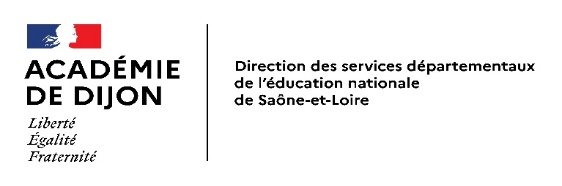 ACADÉMIE
DE DIJON
Liberté
Égalité
Fraternité
Direction des services départementaux
de l'éducation nationale
de Saône-et-Loire